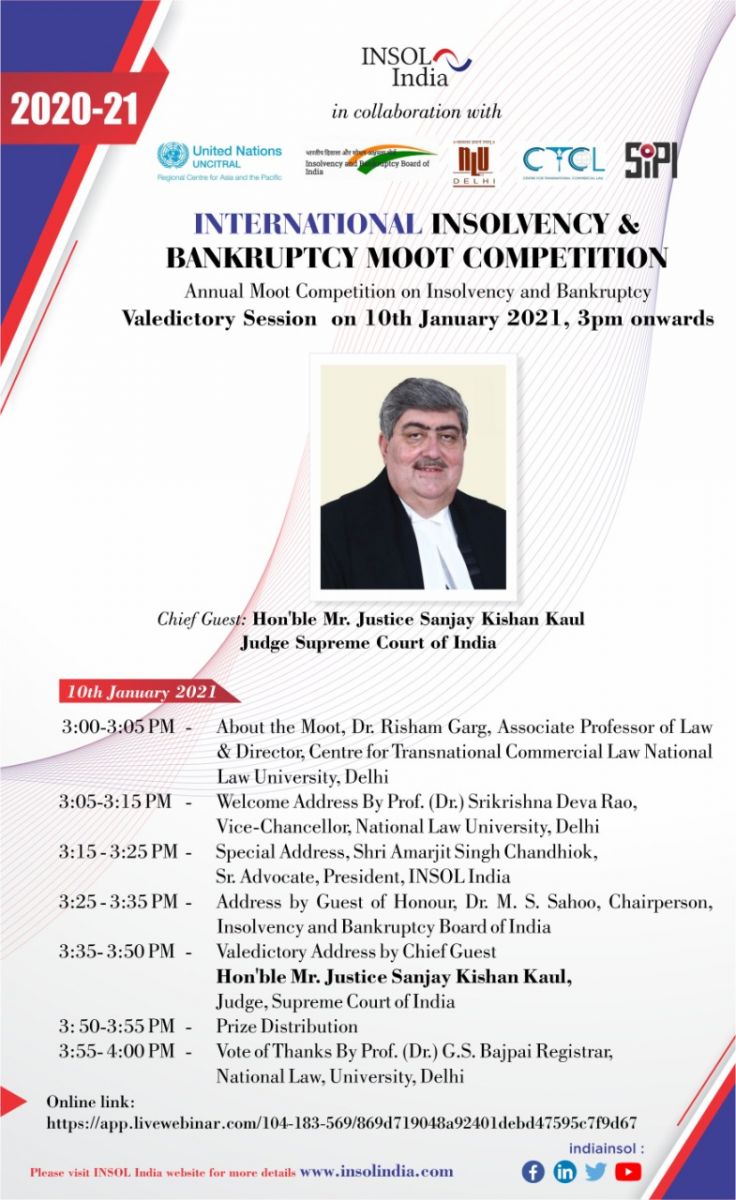 INSOL
India
2020-21
in collaboration with
United Nations
UNCITRAL
Regional Centre for Asia and the Pacific
भारतीय दिवाला और शोधन अक्षमता बोर्ड
Insolvency and Bankruptcy Board of
India
NLU
DELHI
CTCL
CENTRE FOR TRANSNATIONAL COMMERCIAL LAW
SIPI
INTERNATIONAL INSOLVENCY &
BANKRUPTCY MOOT COMPETITION
Annual Moot Competition on Insolvency and Bankruptcy
Valedictory Session on 10th January 2021, 3pm onwards
Chief Guest: Hon'ble Mr. Justice Sanjay Kishan Kaul
Judge Supreme Court of India
10th January 2021
3:00-3:05 PM - About the Moot, Dr. Risham Garg, Associate Professor of Law
& Director, Centre for Transnational Commercial Law National
Law University, Delhi
3:05-3:15 PM - Welcome Address By Prof. (Dr.) Srikrishna Deva Rao,
Vice-Chancellor, National Law University, Delhi
3:15 - 3:25 PM - Special Address, Shri Amarjit Singh Chandhiok,
Sr. Advocate, President, INSOL India
3:25 - 3:35 PM - Address by Guest of Honour, Dr. M. S. Sahoo, Chairperson,
Insolvency and Bankruptcy Board of India
3:35- 3:50 PM - Valedictory Address by Chief Guest
Hon'ble Mr. Justice Sanjay Kishan Kaul,
Judge, Supreme Court of India
3: 50-3:55 PM - Prize Distribution
3:55- 4:00 PM - Vote of Thanks By Prof. (Dr.) G.S. Bajpai Registrar,
National Law, University, Delhi
Online link:
https://app.livewebinar.com/104-183-569/869d719048a92401debd47595c7f9d67
indiainsol :
Please visit INSOL India website for more details www.insolindia.com